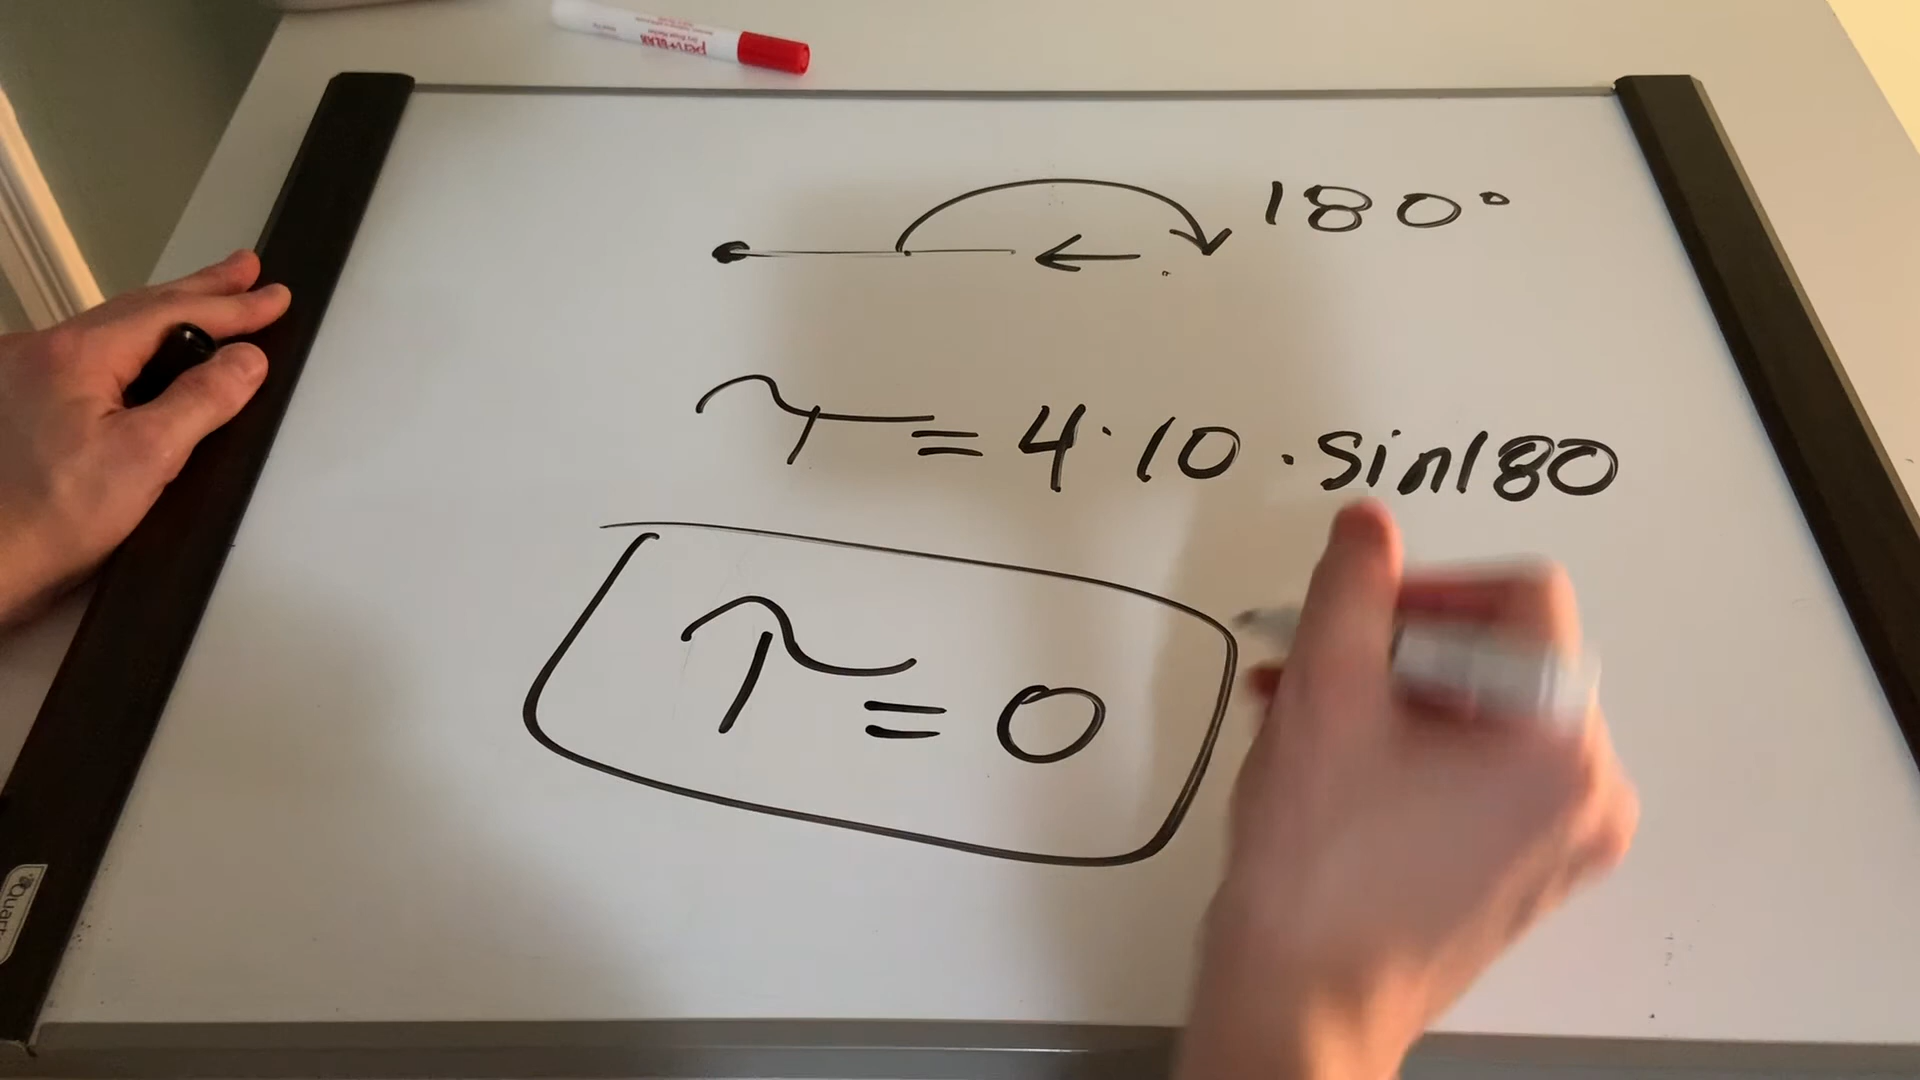 180°
τ = 4 · 10 · sin180
τ = 0